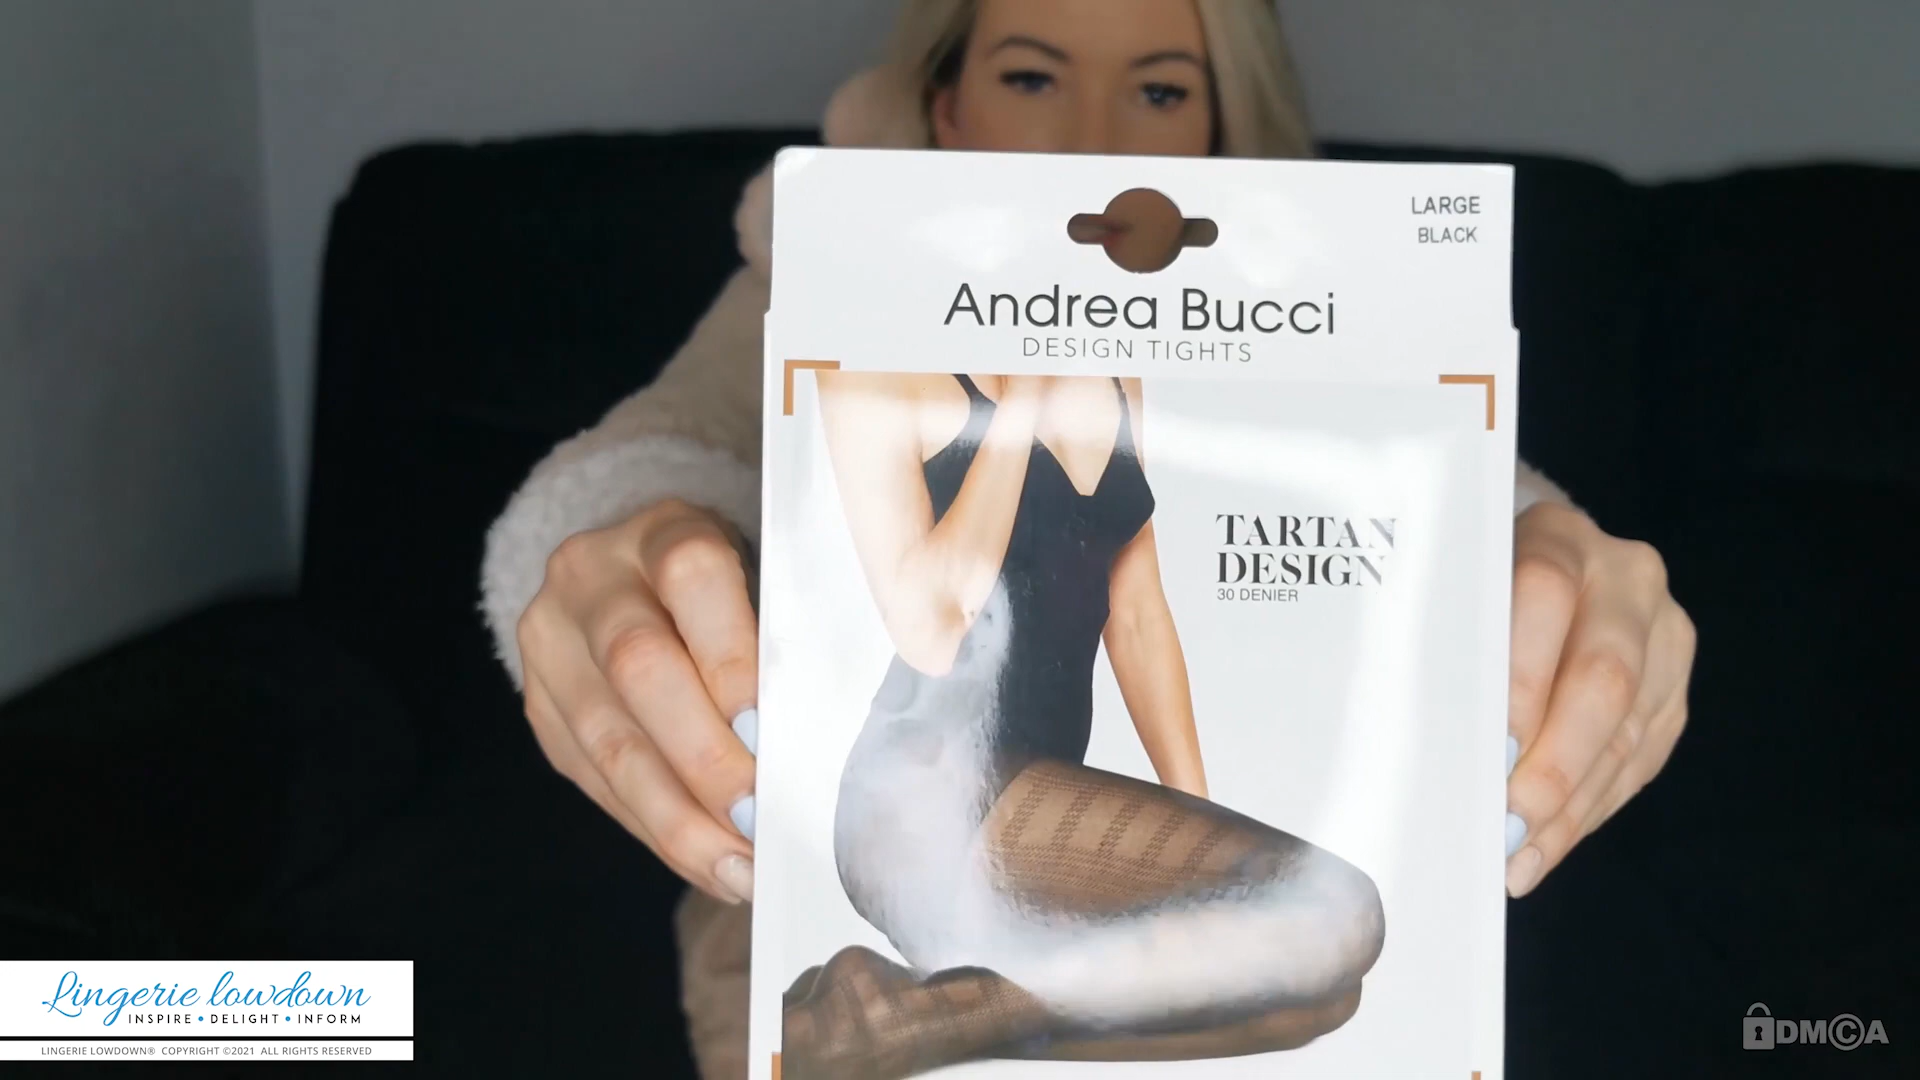 LARGE
BLACK
Andrea Bucci
DESIGN TIGHTS
TARTAN
DESIGN
30 DENIER
Lingerie lowdown
INSPIRE • DELIGHT • INFORM
LINGERIE LOWDOWN® COPYRIGHT ©2021 ALL RIGHTS RESERVED
DMCA